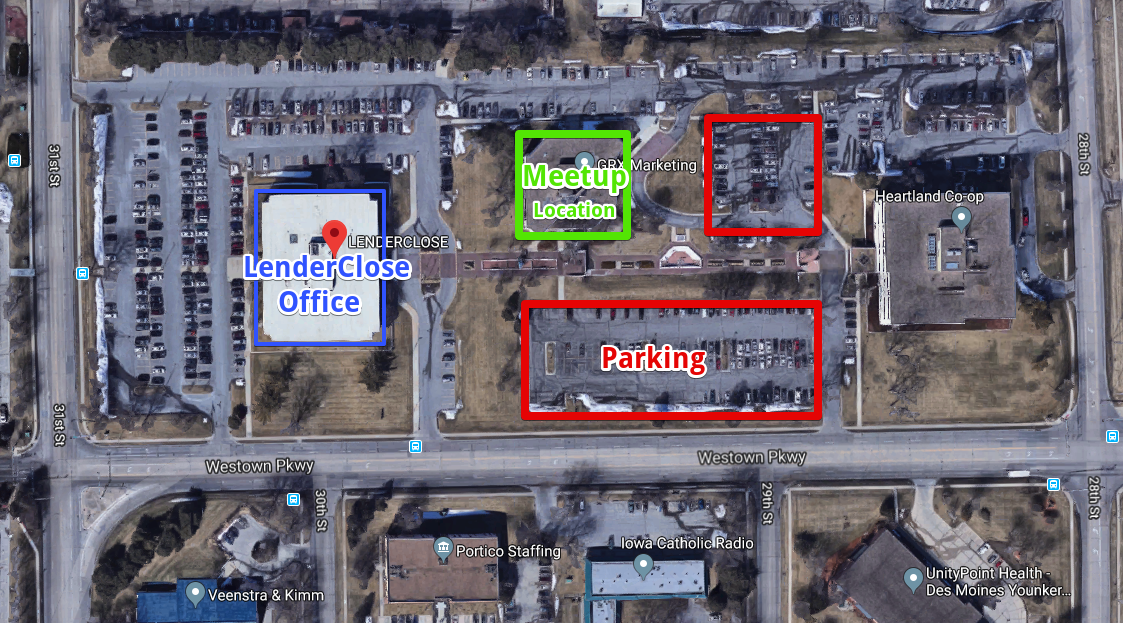 31st St
28th St
GRX Marketing
Meetup
Location
Heartland Co-op
LENDERCLOSE
LenderClose
Office
Parking
31st St
Westown Pkwy
Westown Pkwy
30th St
29th St
28th St
Portico Staffing
Iowa Catholic Radio
Veenstra & Kimm
UnityPoint Health -
Des Moines Younker...